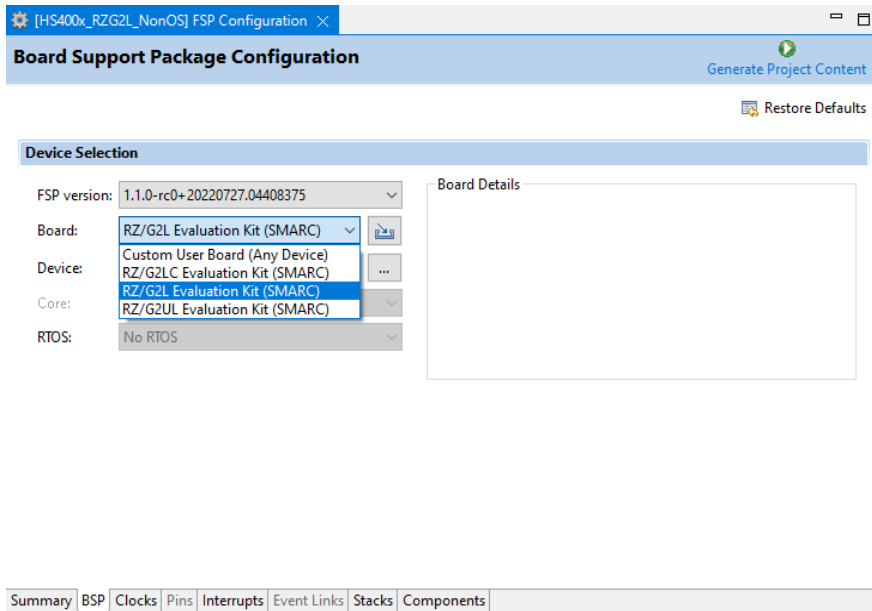 [HS400x_RZG2L_NonOS] FSP Configuration
Board Support Package Configuration
Generate Project Content
Restore Defaults
Device Selection
FSP version: 1.1.0-rc0+20220727.04408375
Board Details
Board: RZ/G2L Evaluation Kit (SMARC)
Custom User Board (Any Device)
Device: RZ/G2LC Evaluation Kit (SMARC) ...
RZ/G2L Evaluation Kit (SMARC)
Core: RZ/G2UL Evaluation Kit (SMARC)
RTOS: No RTOS
Summary BSP Clocks Pins Interrupts Event Links Stacks Components